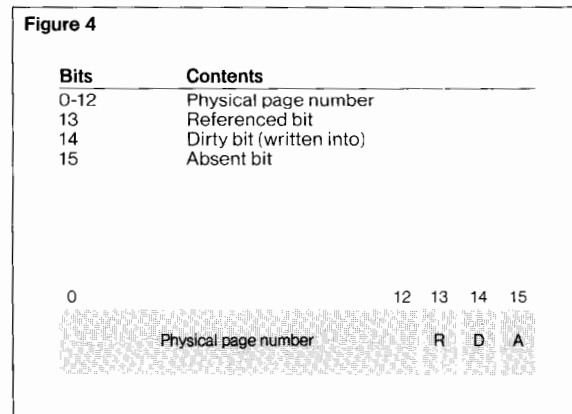 Figure 4
Bits Contents
0-12 Physical page number
13 Referenced bit
14 Dirty bit (written into)
15 Absent bit
0 12 13 14 15
Physical page number R D A